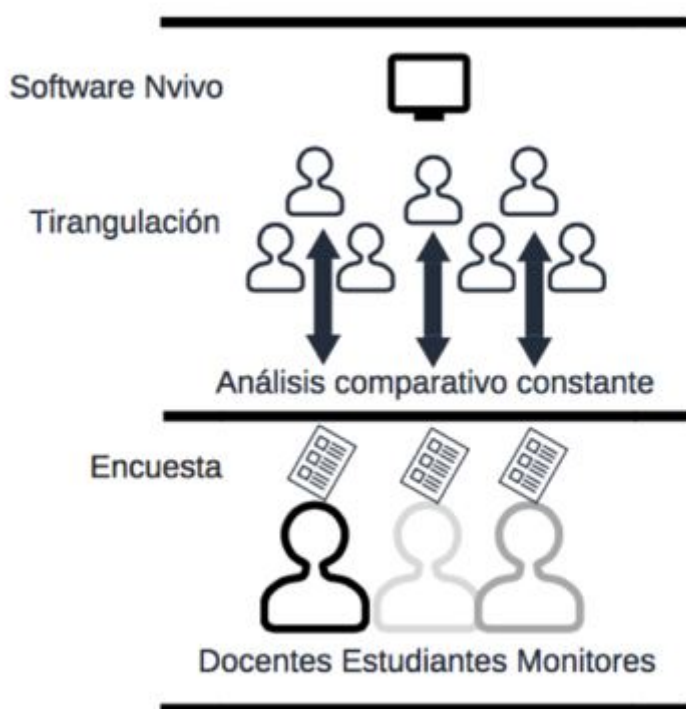 Software Nvivo
Tirangulación
Análisis comparativo constante
Encuesta
Docentes Estudiantes Monitores